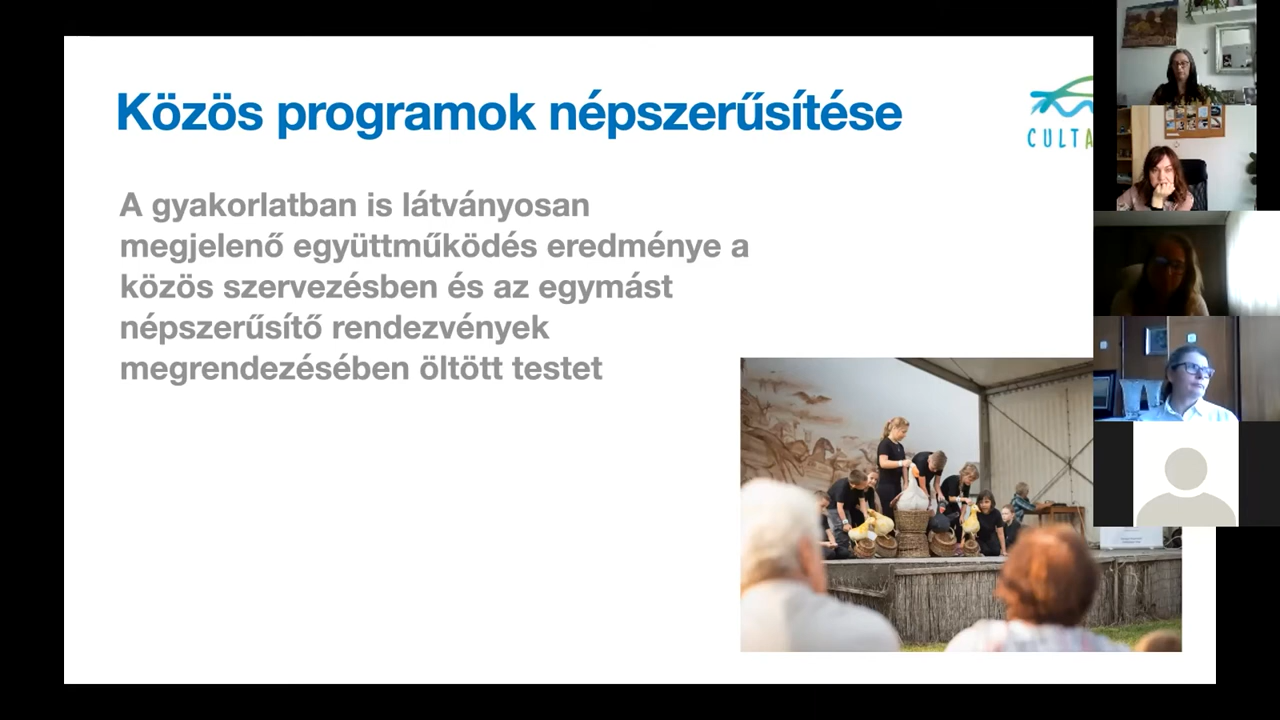 Közös programok népszerűsítése
CULTA
A gyakorlatban is látványosan
megjelenő együttműködés eredménye a
közös szervezésben és az egymást
népszerűsítő rendezvények
megrendezésében öltött testet